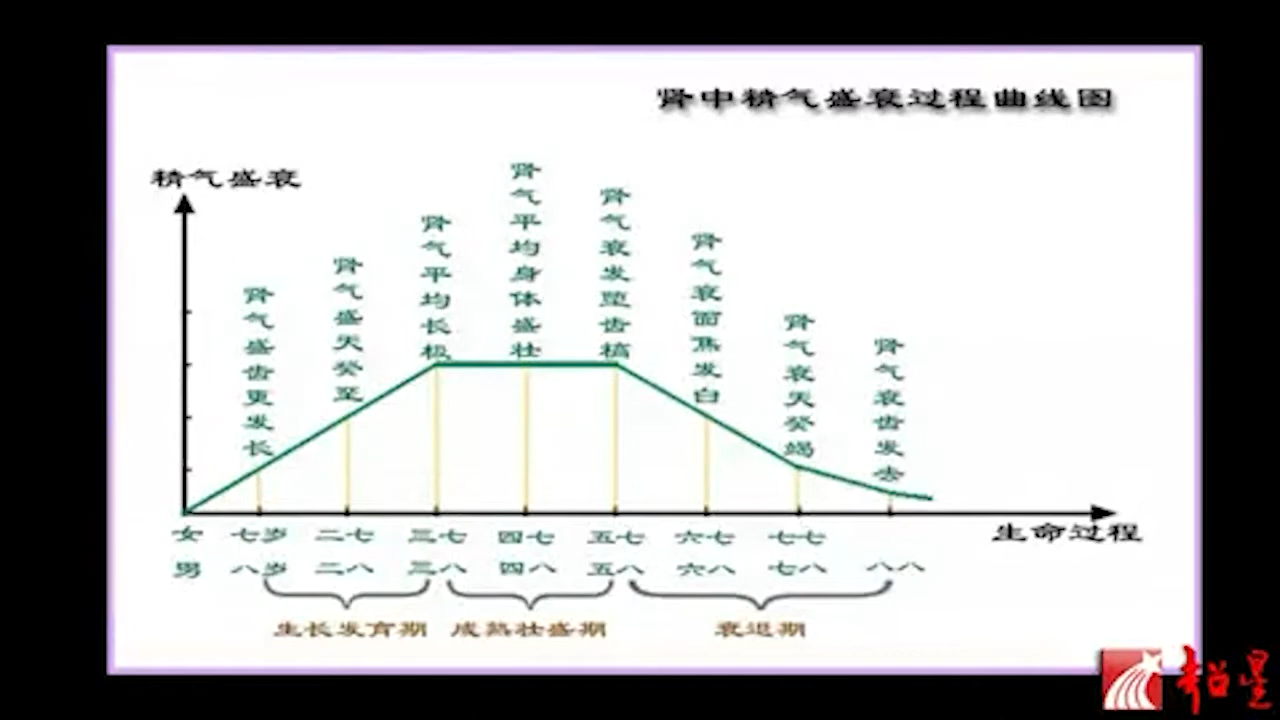 肾中精气盛衰过程曲线图
精气盛衰
肾气盛齿更发长
肾气盛天癸至
肾气平均长极
肾气平均身体盛壮
肾气衰发堕齿槁
肾气衰面焦发白
肾气衰天癸竭
肾气衰齿发去
生命过程
女 七岁 二七 三七 四七 五七 六七 七七
男 八岁 二八 三八 四八 五八 六八 七八 八八
生长发育期 成熟壮盛期 衰退期
超星